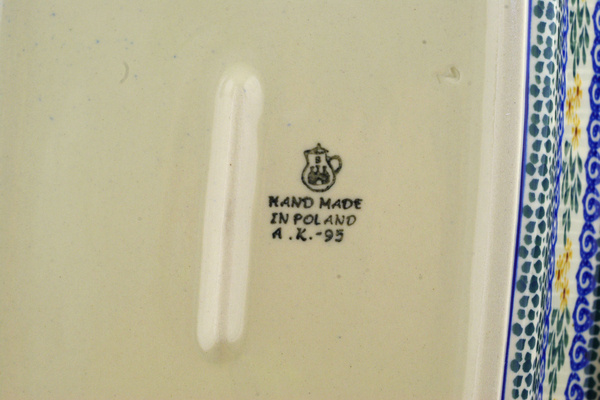 B
HAND MADE
IN POLAND
A.K.-95